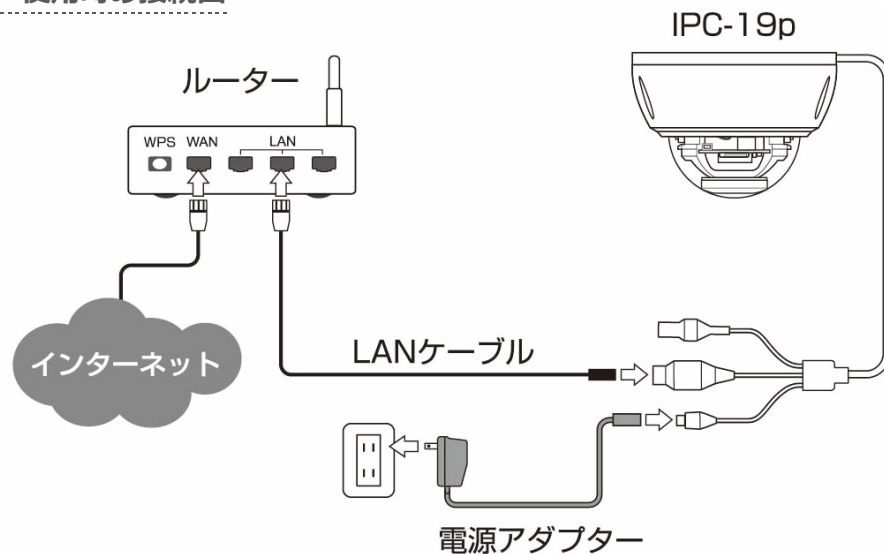 使用時の接続図
IPC-19p
ルーター
WPS WAN LAN
インターネット
LANケーブル
電源アダプター